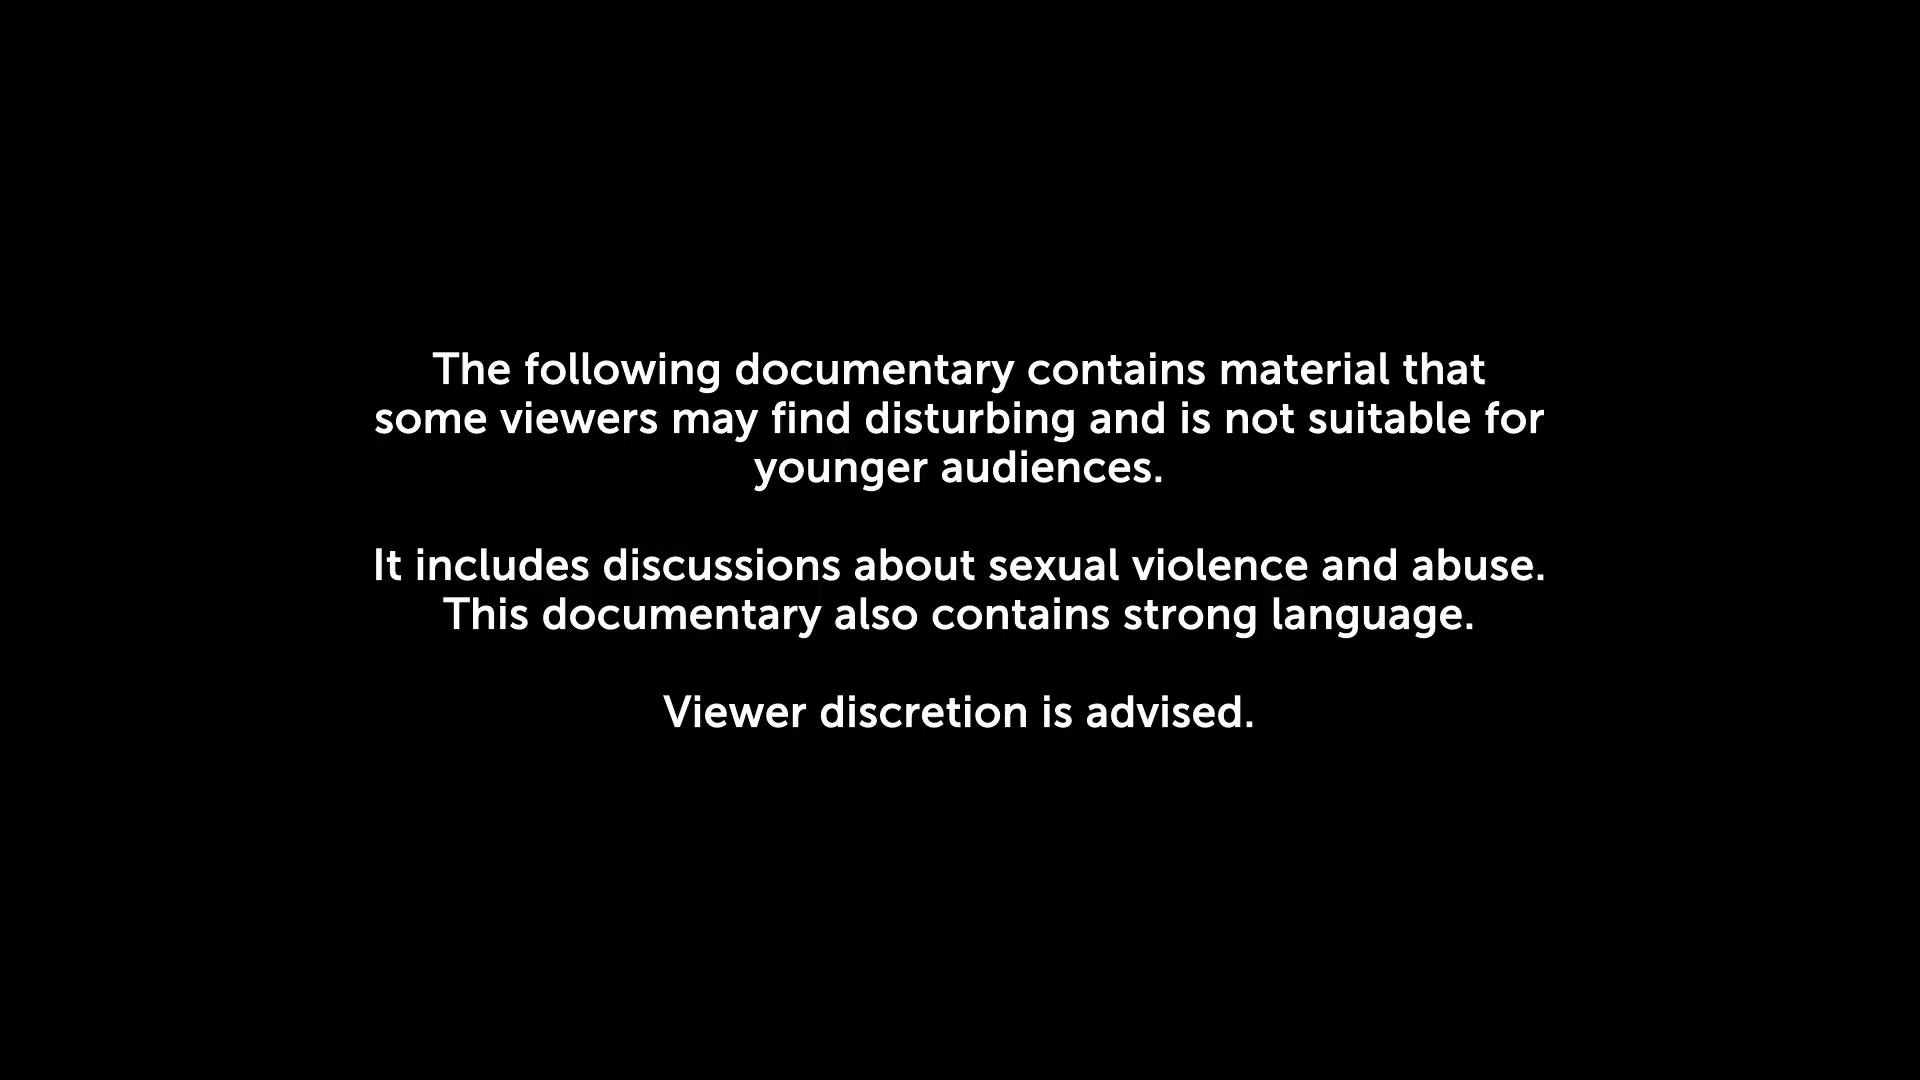 The following documentary contains material that
some viewers may find disturbing and is not suitable for
younger audiences.
It includes discussions about sexual violence and abuse.
This documentary also contains strong language.
Viewer discretion is advised.